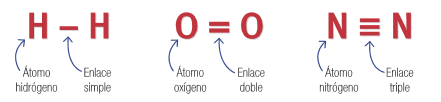 H – H
Átomo hidrógeno
Enlace simple
O = O
Átomo oxígeno
Enlace doble
N ≡ N
Átomo nitrógeno
Enlace triple